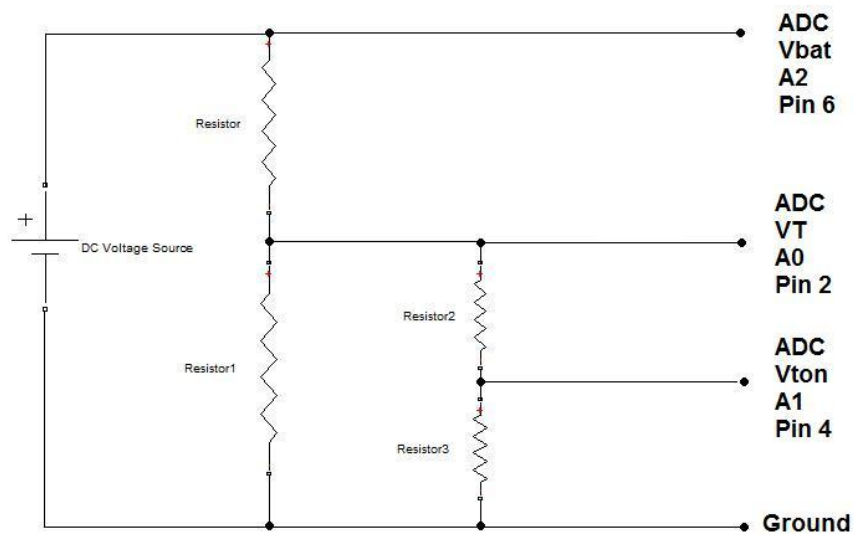 ADC
Vbat
A2
Pin 6
Resistor
ADC
VT
A0
Pin 2
+
DC Voltage Source
Resistor2
Resistor1
ADC
Vton
A1
Pin 4
Resistor3
Ground